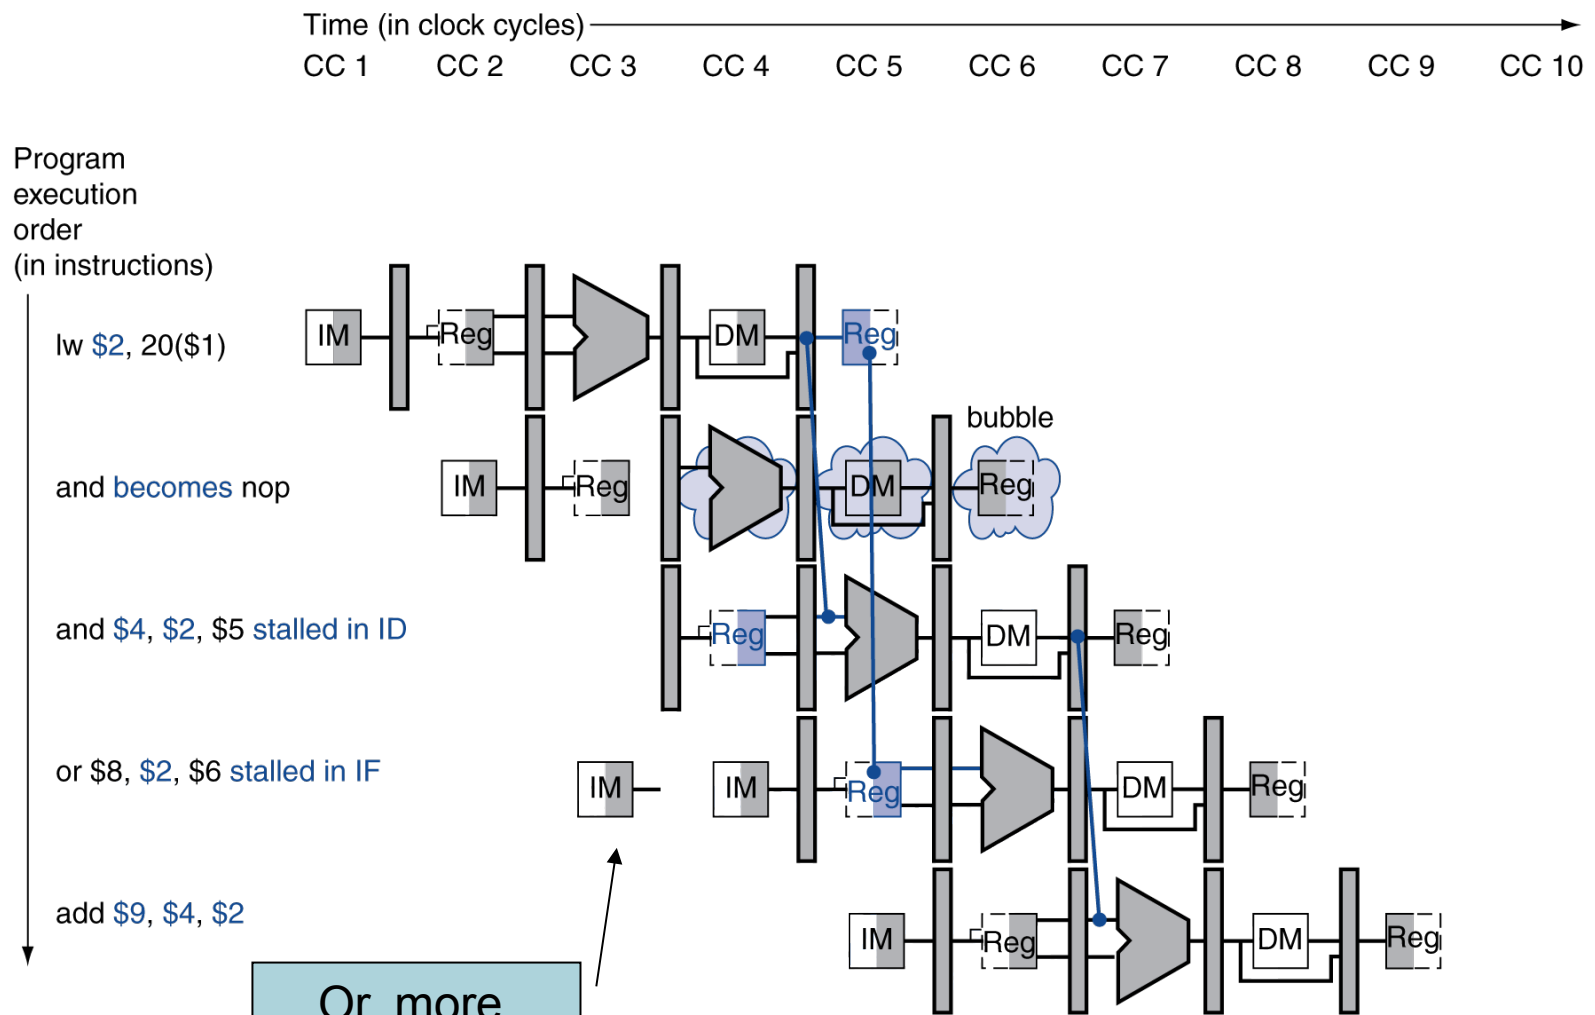 Time (in clock cycles)
CC 1 CC 2 CC 3 CC 4 CC 5 CC 6 CC 7 CC 8 CC 9 CC 10
Program
execution
order
(in instructions)
lw $2, 20($1)
IM Reg DM Reg
bubble
and becomes nop
IM Reg DM Reg
and $4, $2, $5 stalled in ID
Reg DM Reg
or $8, $2, $6 stalled in IF
IM IM Reg DM Reg
add $9, $4, $2
IM Reg DM Reg
Or, more